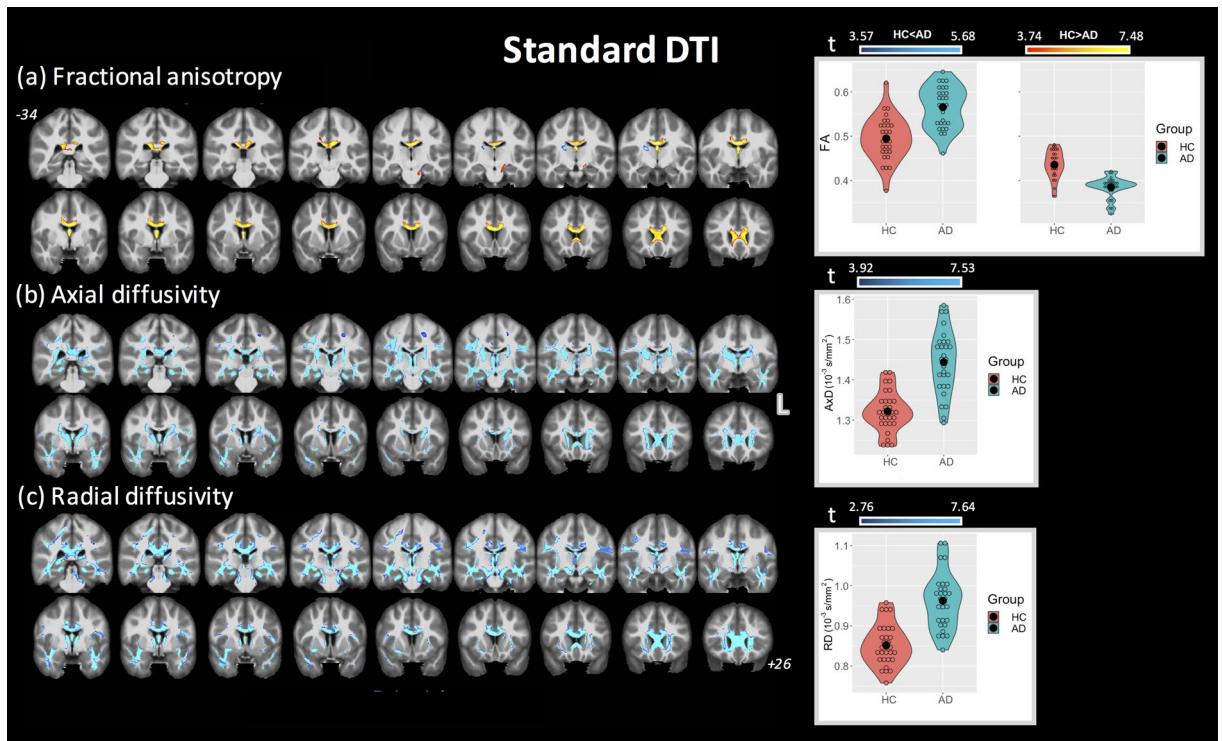 Standard DTI
(a) Fractional anisotropy
-34
t
3.57 HC<AD 5.68
3.74 HC>AD 7.48
FA
0.6
0.5
0.4
HC AD
HC AD
Group
HC
AD
(b) Axial diffusivity
L
t
3.92 7.53
AxD (10⁻³ s/mm²)
1.6
1.5
1.4
1.3
HC AD
Group
HC
AD
(c) Radial diffusivity
+26
t
2.76 7.64
RD (10⁻³ s/mm²)
1.1
1.0
0.9
0.8
HC AD
Group
HC
AD